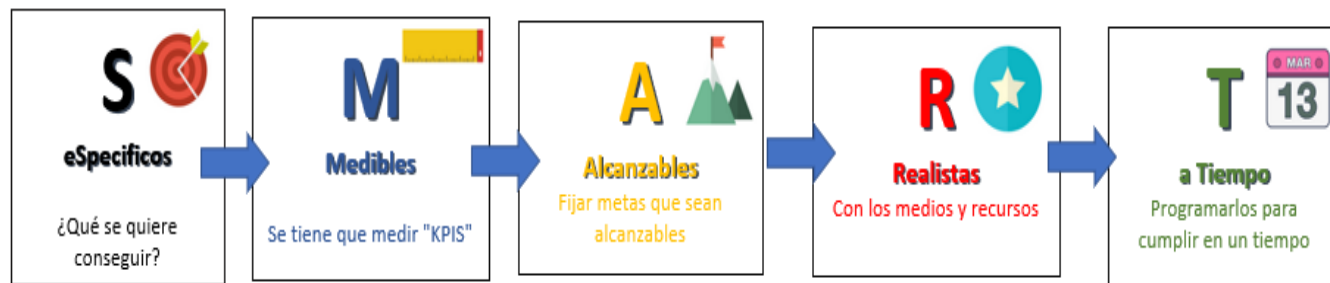 S
eSpecificos
¿Qué se quiere
conseguir?
M
Medibles
Se tiene que medir "KPIS"
A
Alcanzables
Fijar metas que sean
alcanzables
R
Realistas
Con los medios y recursos
T
MAR
13
a Tiempo
Programarlos para
cumplir en un tiempo